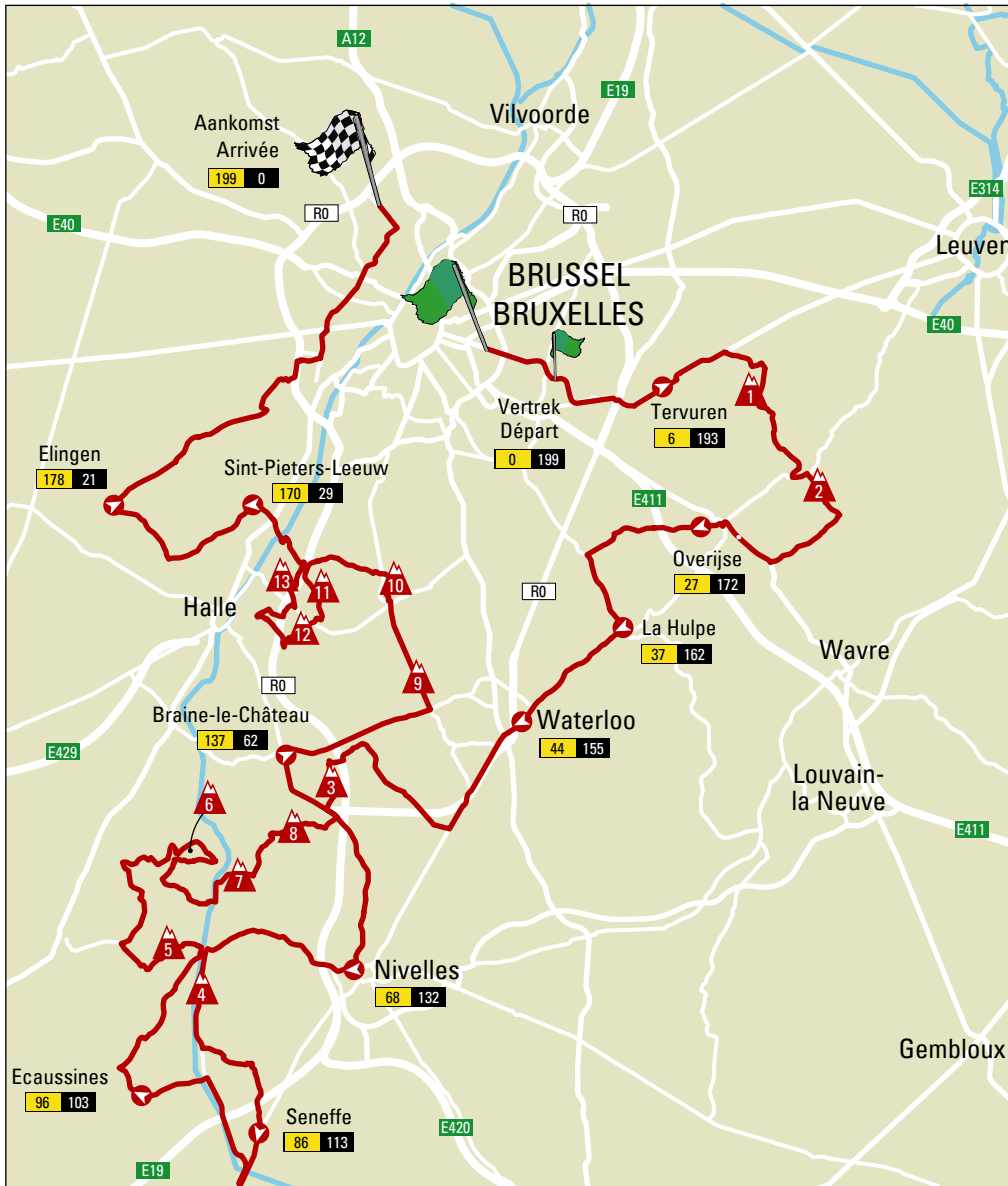 A12
E19
Vilvoorde
Aankomst
Arrivée
199 0
R0
R0
E314
E40
Leuven
BRUSSEL
BRUXELLES
E40
1
Tervuren
6 193
Vertrek
Départ
0 199
Elingen
178 21
Sint-Pieters-Leeuw
170 29
2
E411
Overijse
27 172
13
11
10
R0
Halle
12
La Hulpe
37 162
Wavre
9
R0
Braine-le-Château
137 62
Waterloo
44 155
E429
3
Louvain-
la Neuve
6
8
E411
7
5
4
Nivelles
68 132
Gembloux
Ecaussines
96 103
Seneffe
86 113
E420
E19